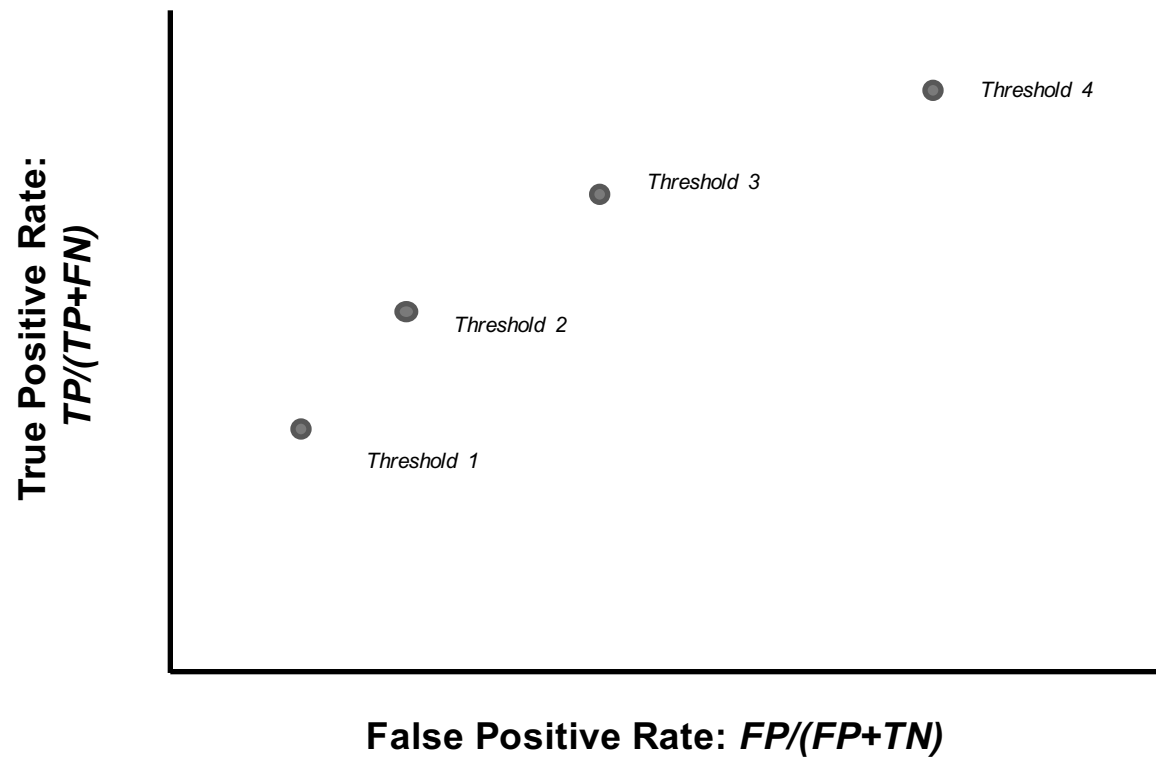 True Positive Rate:
TP/(TP+FN)
Threshold 4
Threshold 3
Threshold 2
Threshold 1
False Positive Rate: FP/(FP+TN)